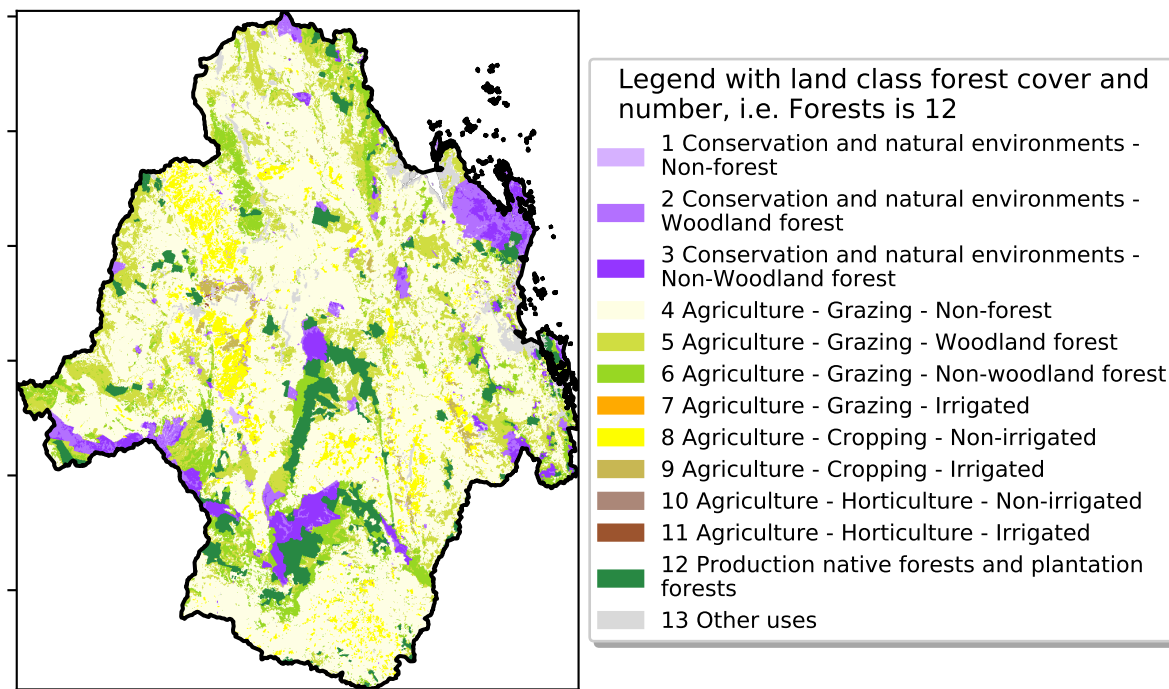 Legend with land class forest cover and
number, i.e. Forests is 12
1 Conservation and natural environments -
Non-forest
2 Conservation and natural environments -
Woodland forest
3 Conservation and natural environments -
Non-Woodland forest
4 Agriculture - Grazing - Non-forest
5 Agriculture - Grazing - Woodland forest
6 Agriculture - Grazing - Non-woodland forest
7 Agriculture - Grazing - Irrigated
8 Agriculture - Cropping - Non-irrigated
9 Agriculture - Cropping - Irrigated
10 Agriculture - Horticulture - Non-irrigated
11 Agriculture - Horticulture - Irrigated
12 Production native forests and plantation
forests
13 Other uses